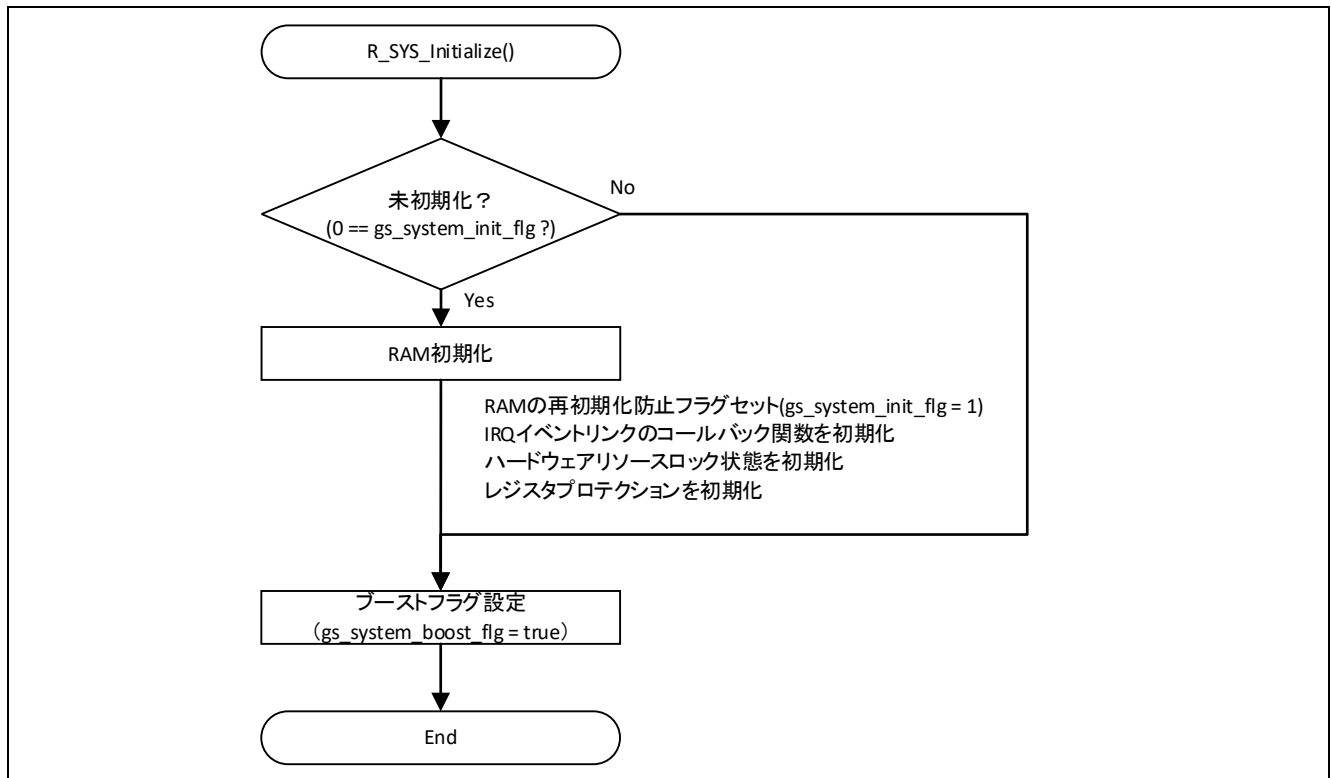 R_SYS_Initialize()
未初期化？
(0 == gs_system_init_flg ?)
No
Yes
RAM初期化
RAMの再初期化防止フラグセット(gs_system_init_flg = 1)
IRQイベントリンクのコールバック関数を初期化
ハードウェアリソースロック状態を初期化
レジスタプロテクションを初期化
ブーストフラグ設定
（gs_system_boost_flg = true）
End